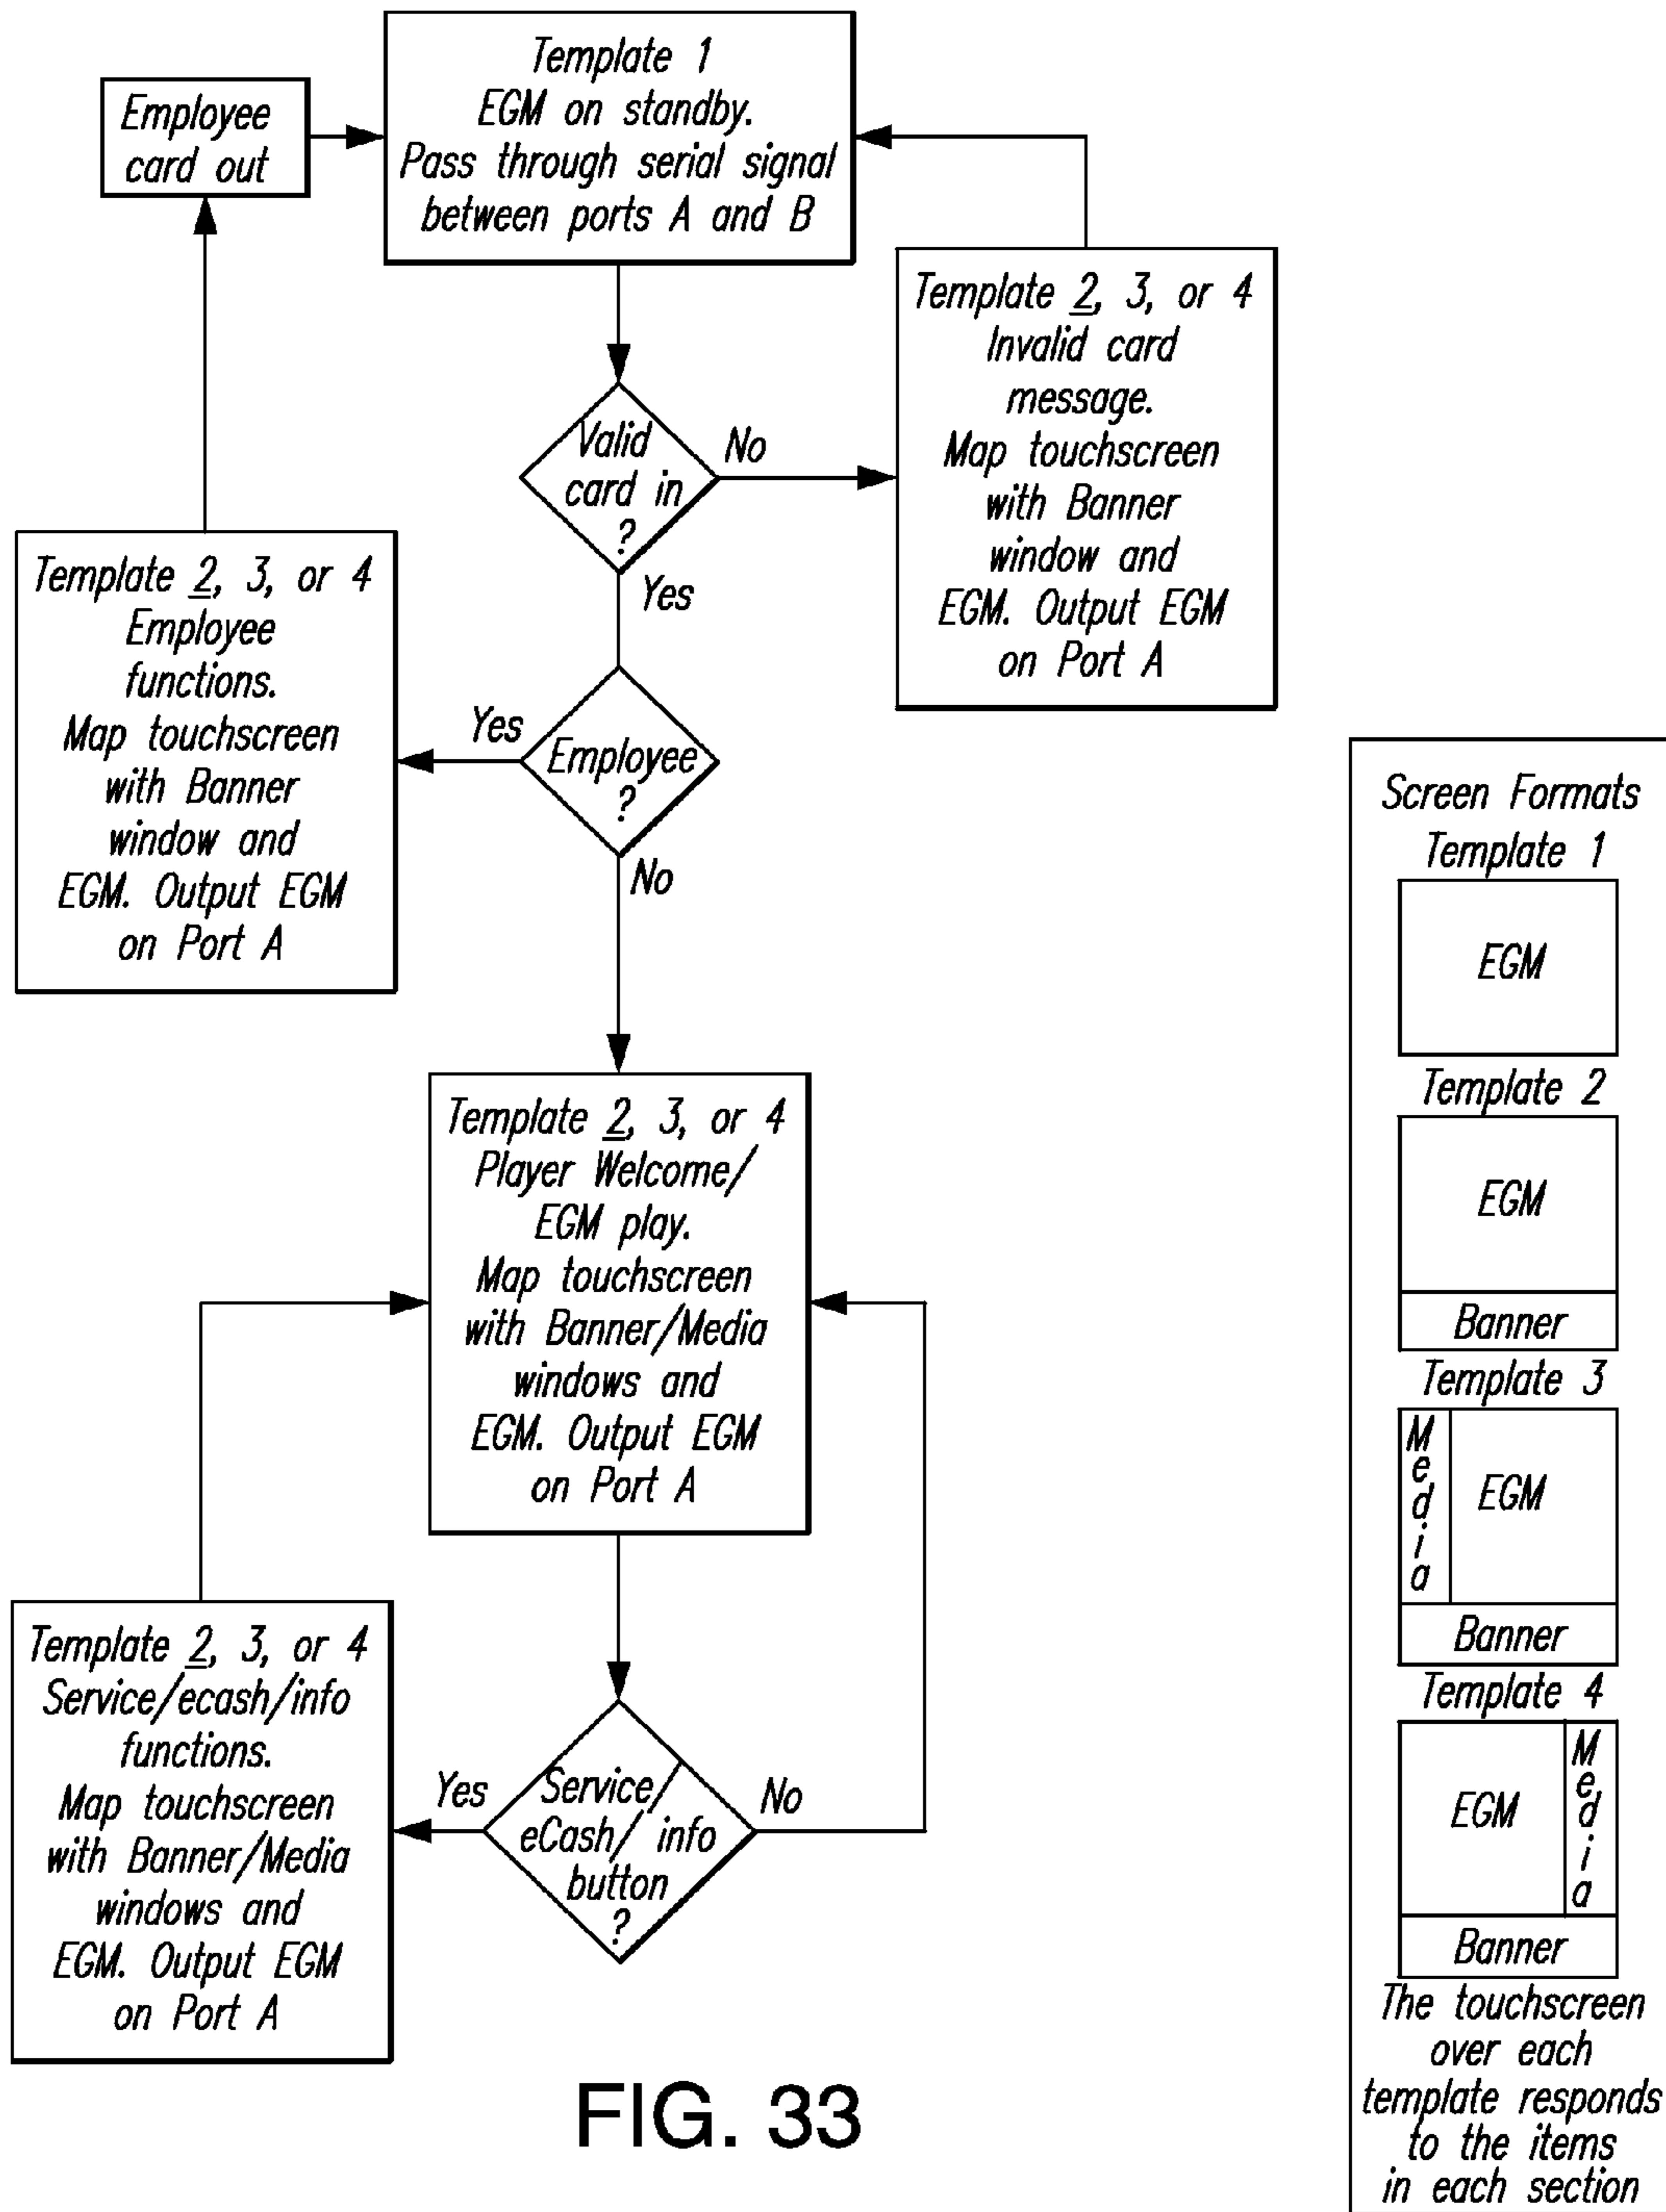 Template 1
EGM on standby.
Pass through serial signal
between ports A and B
Employee
card out
Template 2, 3, or 4
Invalid card
message.
Map touchscreen
with Banner
window and
EGM. Output EGM
on Port A
Valid
card in
?
No
Yes
Template 2, 3, or 4
Employee
functions.
Map touchscreen
with Banner
window and
EGM. Output EGM
on Port A
Yes
Employee
?
No
Template 2, 3, or 4
Player Welcome/
EGM play.
Map touchscreen
with Banner/Media
windows and
EGM. Output EGM
on Port A
Template 2, 3, or 4
Service/ecash/info
functions.
Map touchscreen
with Banner/Media
windows and
EGM. Output EGM
on Port A
Yes
Service/
eCash/info
button
?
No
Screen Formats
Template 1
EGM
Template 2
EGM
Banner
Template 3
Media
EGM
Banner
Template 4
EGM
Media
Banner
The touchscreen
over each
template responds
to the items
in each section
FIG. 33